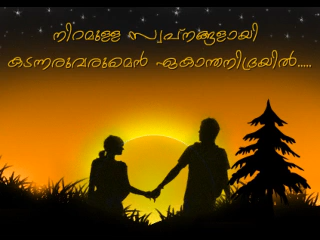 നിറമുള്ള സ്വപ്നങ്ങളായി
കടന്നുവരുമെൻ ഏകാന്തനിദ്രയിൽ.....